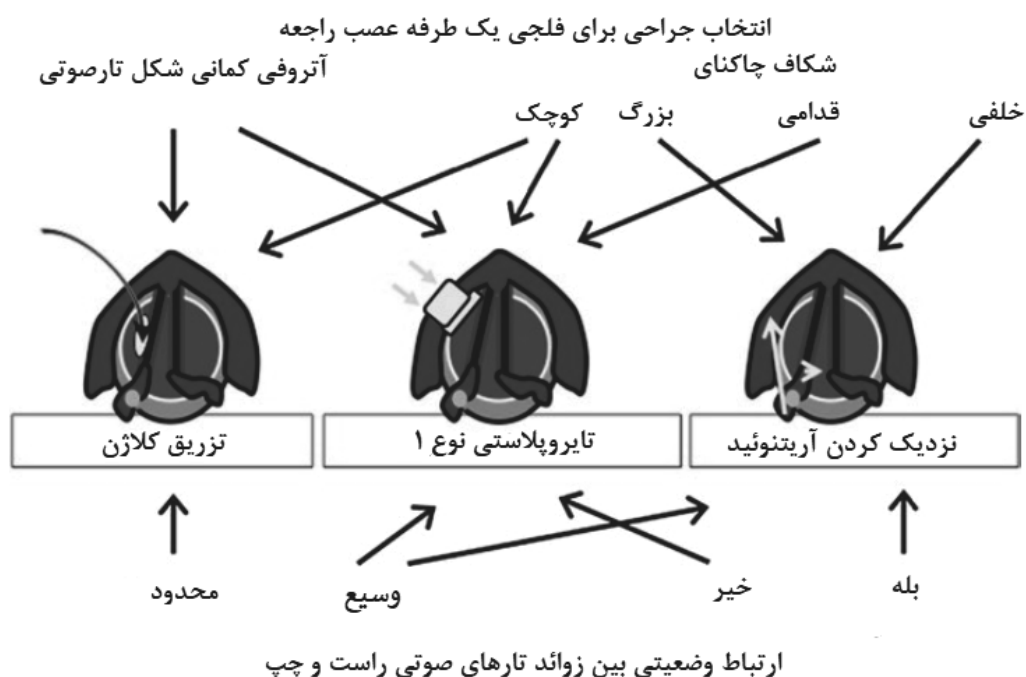 انتخاب جراحی برای فلجی یک طرفه عصب راجعه
شکاف چاکنای
آتروفی کمانی شکل تارصوتی
خلفی
قدامی
بزرگ
کوچک
نزدیک کردن آریتنوئید
تایروپلاستی نوع ۱
تزریق کلاژن
بله
خیر
وسیع
محدود
ارتباط وضعیتی بین زوائد تارهای صوتی راست و چپ